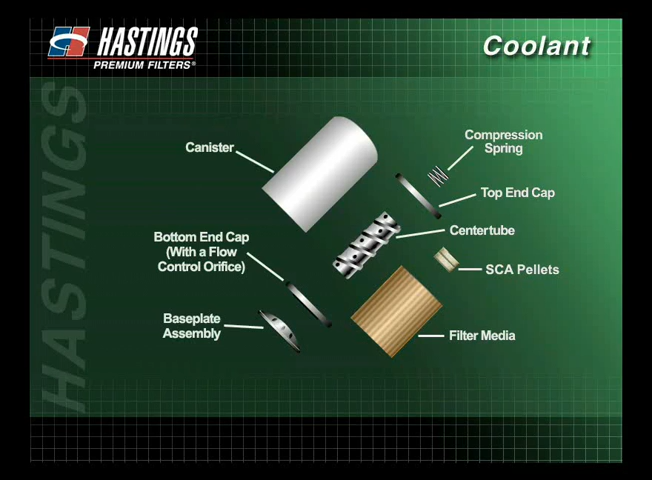 HASTINGS
PREMIUM FILTERS®
Coolant
HASTINGS
Canister
Compression
Spring
Top End Cap
Centertube
Bottom End Cap
(With a Flow
Control Orifice)
SCA Pellets
Baseplate
Assembly
Filter Media